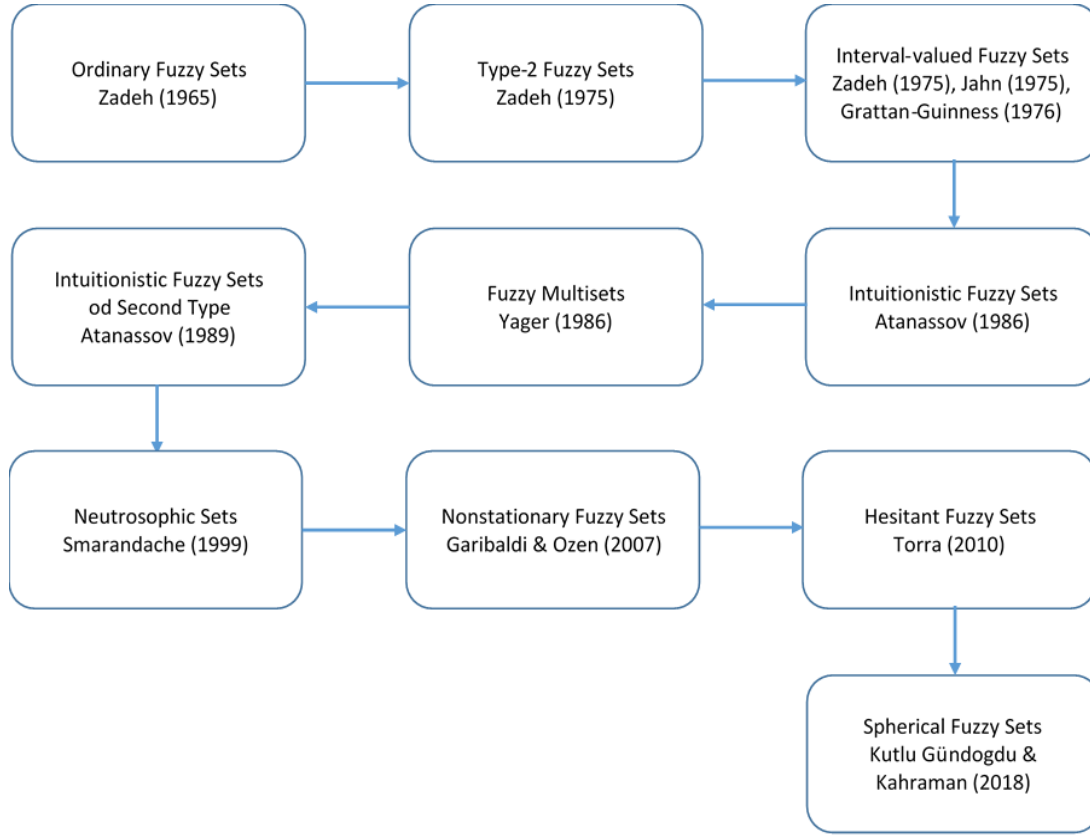 Ordinary Fuzzy Sets
Zadeh (1965)
Type-2 Fuzzy Sets
Zadeh (1975)
Interval-valued Fuzzy Sets
Zadeh (1975), Jahn (1975),
Grattan-Guinness (1976)
Intuitionistic Fuzzy Sets
Atanassov (1986)
Fuzzy Multisets
Yager (1986)
Intuitionistic Fuzzy Sets
od Second Type
Atanassov (1989)
Neutrosophic Sets
Smarandache (1999)
Nonstationary Fuzzy Sets
Garibaldi & Ozen (2007)
Hesitant Fuzzy Sets
Torra (2010)
Spherical Fuzzy Sets
Kutlu Gündogdu &
Kahraman (2018)